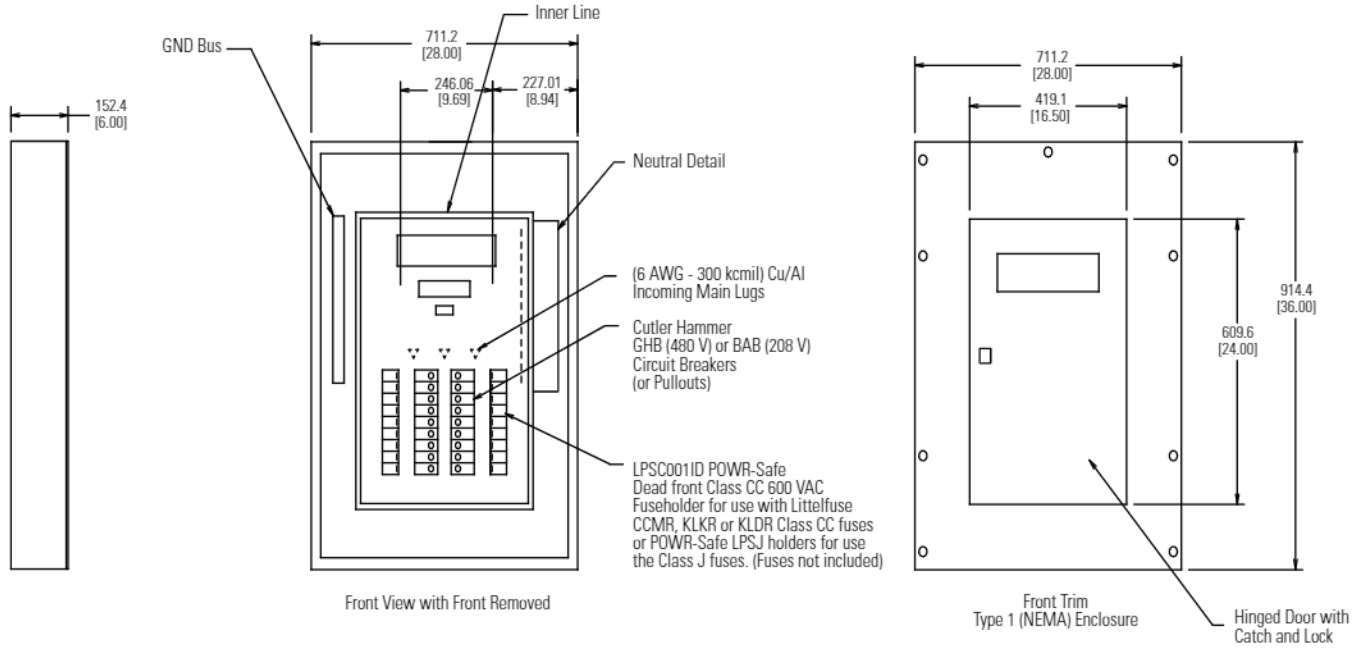 Inner Line
GND Bus
711.2
[28.00]
246.06
[9.69]
227.01
[8.94]
152.4
[6.00]
711.2
[28.00]
419.1
[16.50]
Neutral Detail
(6 AWG - 300 kcmil) Cu/Al
Incoming Main Lugs
Cutler Hammer
GHB (480 V) or BAB (208 V)
Circuit Breakers
(or Pullouts)
LPSC001ID POWR-Safe
Dead front Class CC 600 VAC
Fuseholder for use with Littelfuse
CCMR, KLKR or KLDR Class CC fuses
or POWR-Safe LPSJ holders for use
the Class J fuses. (Fuses not included)
914.4
[36.00]
609.6
[24.00]
Front View with Front Removed
Front Trim
Type 1 (NEMA) Enclosure
Hinged Door with
Catch and Lock